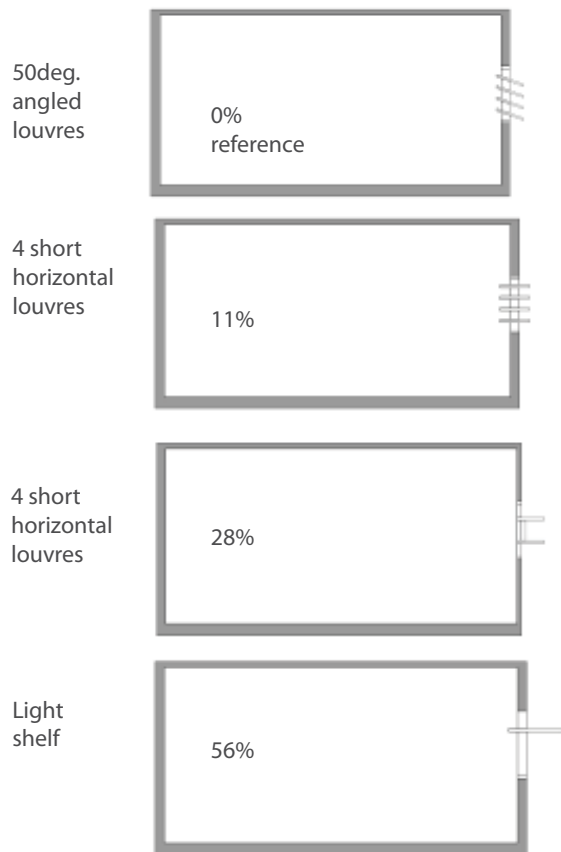 50deg.
angled
louvres
0%
reference
4 short
horizontal
louvres
11%
4 short
horizontal
louvres
28%
Light
shelf
56%